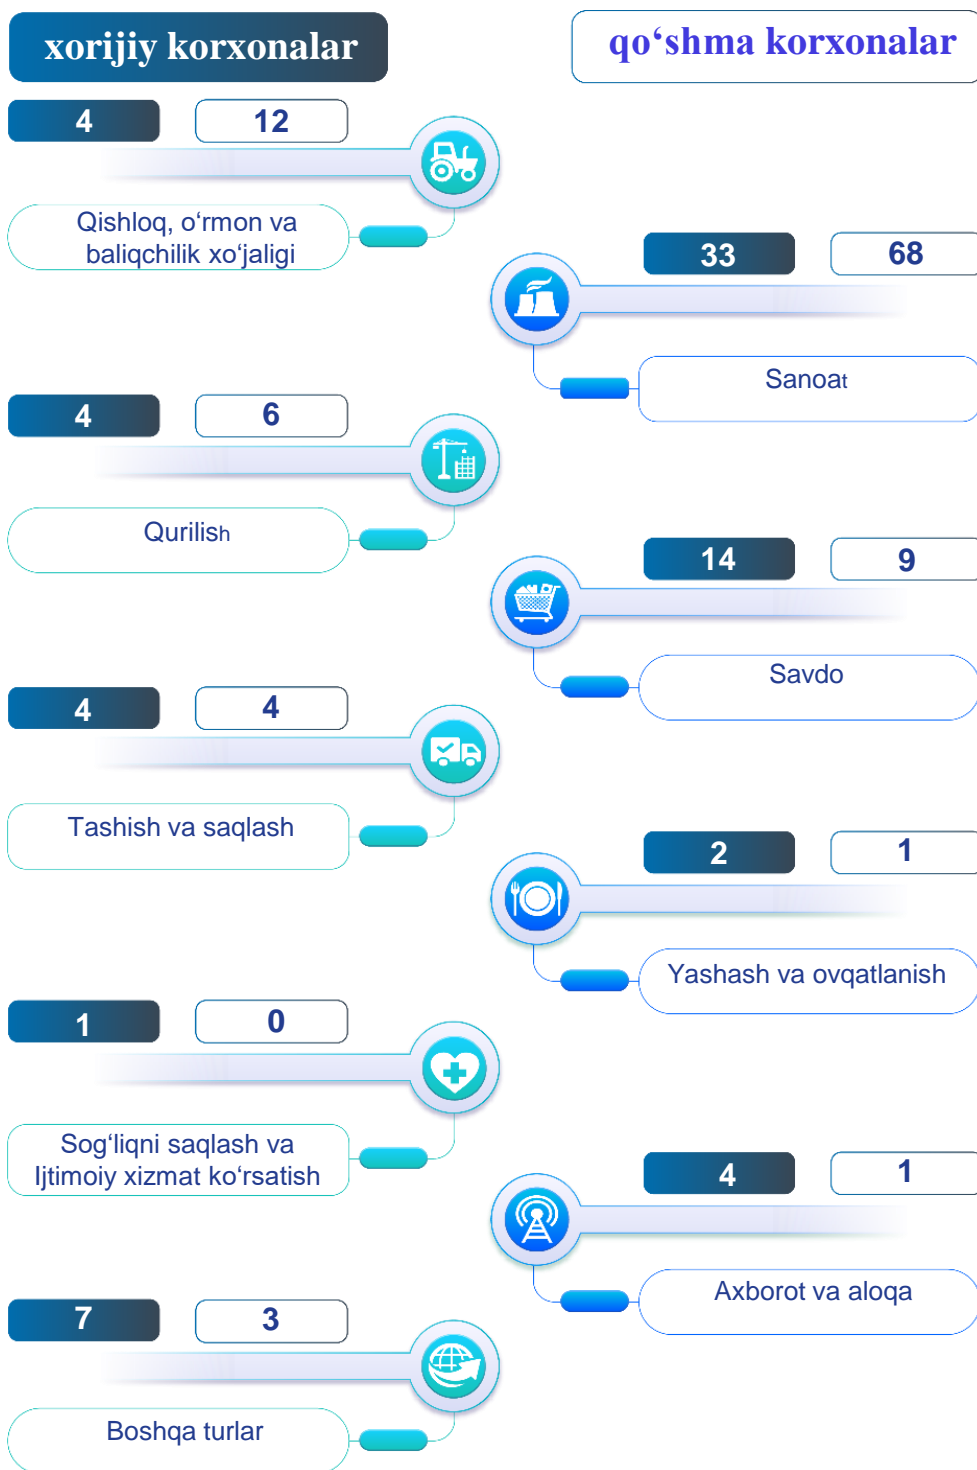 xorijiy korxonalar
qo‘shma korxonalar
4
12
Qishloq, o‘rmon va
baliqchilik xo‘jaligi
33
68
Sanoat
4
6
Qurilish
14
9
Savdo
4
4
Tashish va saqlash
2
1
Yashash va ovqatlanish
1
0
Sog‘liqni saqlash va
Ijtimoiy xizmat ko‘rsatish
4
1
Axborot va aloqa
7
3
Boshqa turlar